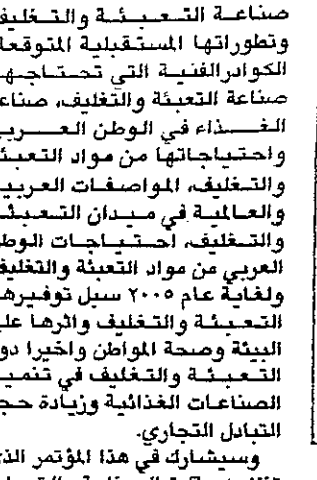 صناعة التعبئة والتغليف
وتطوراتها المستقبلية المتوقعة
الكوادر الفنية التي تحتاجها
صناعة التعبئة والتغليف، صناعة
الغذاء في الوطن العربي
واحتياجاتها من مواد التعبئة
والتغليف، المواصفات العربية
والعالمية في ميدان التعبئة
والتغليف، احتياجات الوطن
العربي من مواد التعبئة والتغليف
ولغاية عام ٢٠٠٥ سبل توفيرها
التعبئة والتغليف واثرها على
البيئة وصحة المواطن واخيرا دور
التعبئة والتغليف في تنمية
الصناعات الغذائية وزيادة حجم
التبادل التجاري.
وسيشارك في هذا المؤتمر الذي